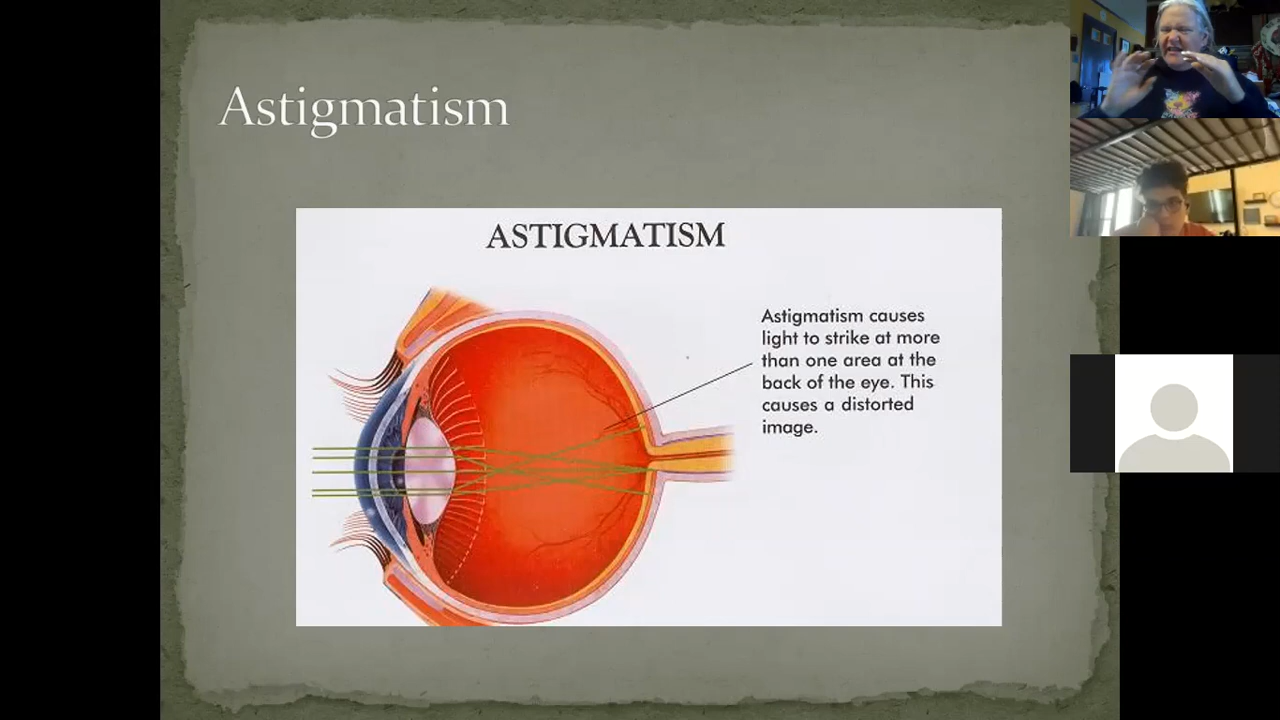 Astigmatism
ASTIGMATISM
Astigmatism causes
light to strike at more
than one area at the
back of the eye. This
causes a distorted
image.